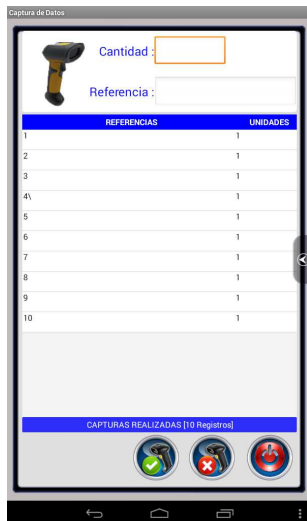 Captura de Datos
Cantidad :
Referencia :
REFERENCIAS UNIDADES
1 1
2 1
3 1
4\ 1
5 1
6 1
7 1
8 1
9 1
10 1
CAPTURAS REALIZADAS [10 Registros]